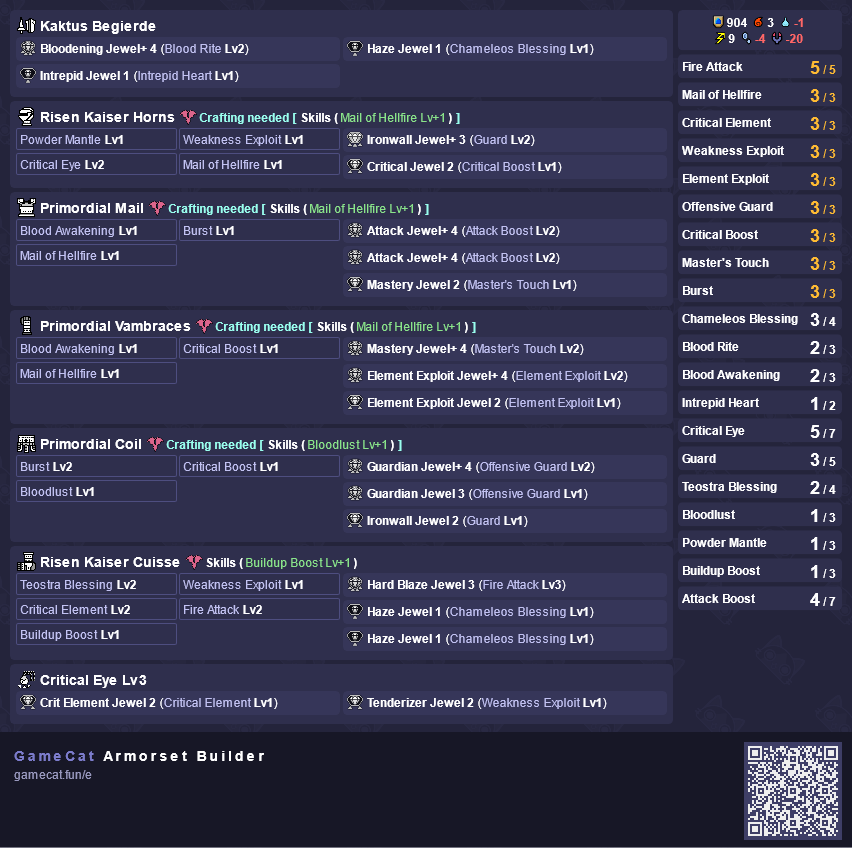 Kaktus Begierde
Bloodening Jewel+ 4 (Blood Rite Lv2)
Haze Jewel 1 (Chameleos Blessing Lv1)
Intrepid Jewel 1 (Intrepid Heart Lv1)
Risen Kaiser Horns Crafting needed [ Skills ( Mail of Hellfire Lv+1 ) ]
Powder Mantle Lv1
Weakness Exploit Lv1
Ironwall Jewel+ 3 (Guard Lv2)
Critical Eye Lv2
Mail of Hellfire Lv1
Critical Jewel 2 (Critical Boost Lv1)
Primordial Mail Crafting needed [ Skills ( Mail of Hellfire Lv+1 ) ]
Blood Awakening Lv1
Burst Lv1
Attack Jewel+ 4 (Attack Boost Lv2)
Mail of Hellfire Lv1
Attack Jewel+ 4 (Attack Boost Lv2)
Mastery Jewel 2 (Master's Touch Lv1)
Primordial Vambraces Crafting needed [ Skills ( Mail of Hellfire Lv+1 ) ]
Blood Awakening Lv1
Critical Boost Lv1
Mastery Jewel+ 4 (Master's Touch Lv2)
Mail of Hellfire Lv1
Element Exploit Jewel+ 4 (Element Exploit Lv2)
Element Exploit Jewel 2 (Element Exploit Lv1)
Primordial Coil Crafting needed [ Skills ( Bloodlust Lv+1 ) ]
Burst Lv2
Critical Boost Lv1
Guardian Jewel+ 4 (Offensive Guard Lv2)
Bloodlust Lv1
Guardian Jewel 3 (Offensive Guard Lv1)
Ironwall Jewel 2 (Guard Lv1)
Risen Kaiser Cuisse Skills ( Buildup Boost Lv+1 )
Teostra Blessing Lv2
Weakness Exploit Lv1
Hard Blaze Jewel 3 (Fire Attack Lv3)
Critical Element Lv2
Fire Attack Lv2
Haze Jewel 1 (Chameleos Blessing Lv1)
Buildup Boost Lv1
Haze Jewel 1 (Chameleos Blessing Lv1)
Critical Eye Lv3
Crit Element Jewel 2 (Critical Element Lv1)
Tenderizer Jewel 2 (Weakness Exploit Lv1)
904 3 -1
9 -4 -20
Fire Attack 5 / 5
Mail of Hellfire 3 / 3
Critical Element 3 / 3
Weakness Exploit 3 / 3
Element Exploit 3 / 3
Offensive Guard 3 / 3
Critical Boost 3 / 3
Master's Touch 3 / 3
Burst 3 / 3
Chameleos Blessing 3 / 4
Blood Rite 2 / 3
Blood Awakening 2 / 3
Intrepid Heart 1 / 2
Critical Eye 5 / 7
Guard 3 / 5
Teostra Blessing 2 / 4
Bloodlust 1 / 3
Powder Mantle 1 / 3
Buildup Boost 1 / 3
Attack Boost 4 / 7
GameCat Armorset Builder
gamecat.fun/e